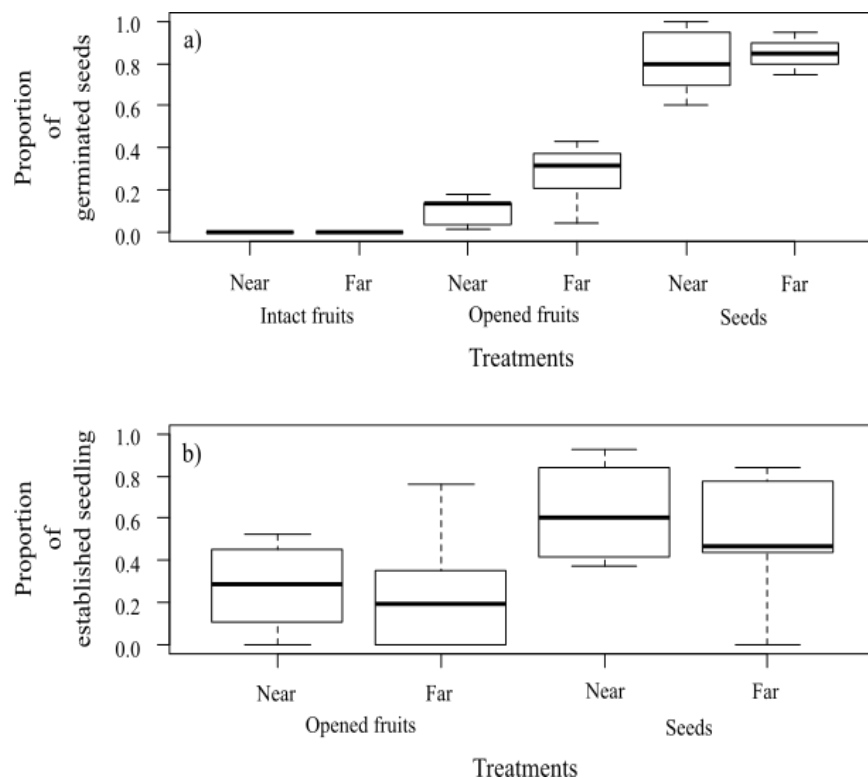 a)
Proportion
of
germinated seeds
1.0
0.8
0.4
0.2
0.0
Near Far Near Far Near Far
Intact fruits Opened fruits Seeds
Treatments
b)
Proportion
of
established seedling
1.0
0.8
0.6
0.4
0.2
0.0
Near Far Near Far
Opened fruits Seeds
Treatments